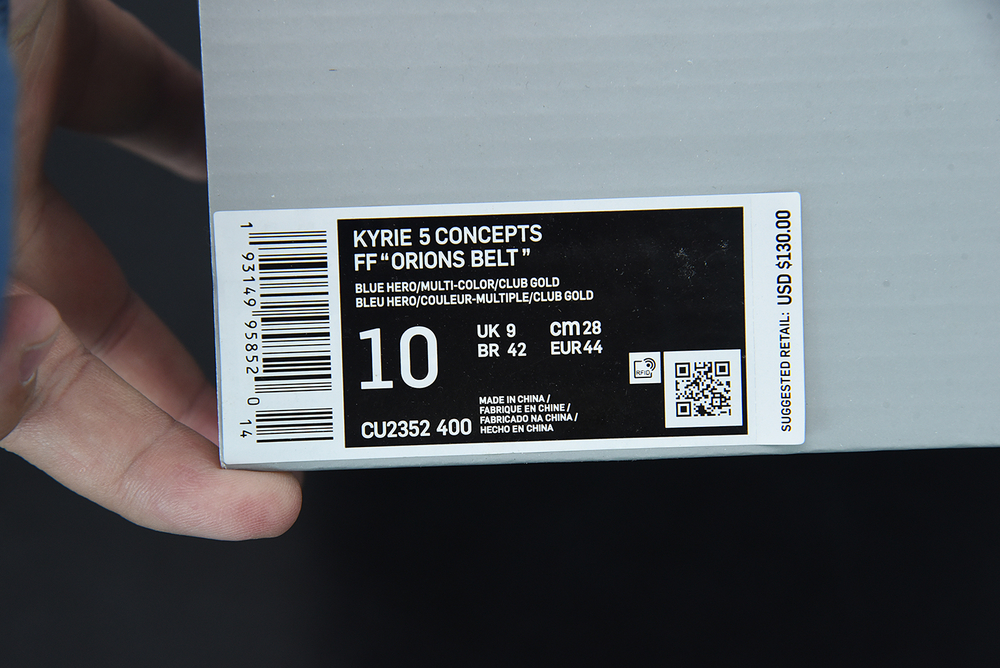 KYRIE 5 CONCEPTS
FF “ORIONS BELT”
BLUE HERO/MULTI-COLOR/CLUB GOLD
BLEU HERO/COULEUR-MULTIPLE/CLUB GOLD
10
UK 9
cm 28
BR 42
EUR 44
RFID
MADE IN CHINA /
FABRIQUE EN CHINE /
FABRICADO NA CHINA /
HECHO EN CHINA
CU2352 400
1 93149 95852 0 14
SUGGESTED RETAIL: USD $130.00